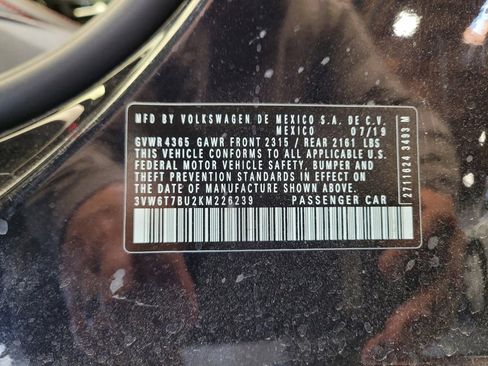 MFD BY VOLKSWAGEN DE MEXICO S.A. DE C.V.
MEXICO 07/19
GVWR 4365 GAWR FRONT 2315 / REAR 2161 LBS
THIS VEHICLE CONFORMS TO ALL APPLICABLE U.S.
FEDERAL MOTOR VEHICLE SAFETY, BUMPER AND
THEFT PREVENTION STANDARDS IN EFFECT ON THE
DATE OF MANUFACTURE SHOWN ABOVE.
3VW6T7BU2KM226239 PASSENGER CAR
27I1624 3493 M